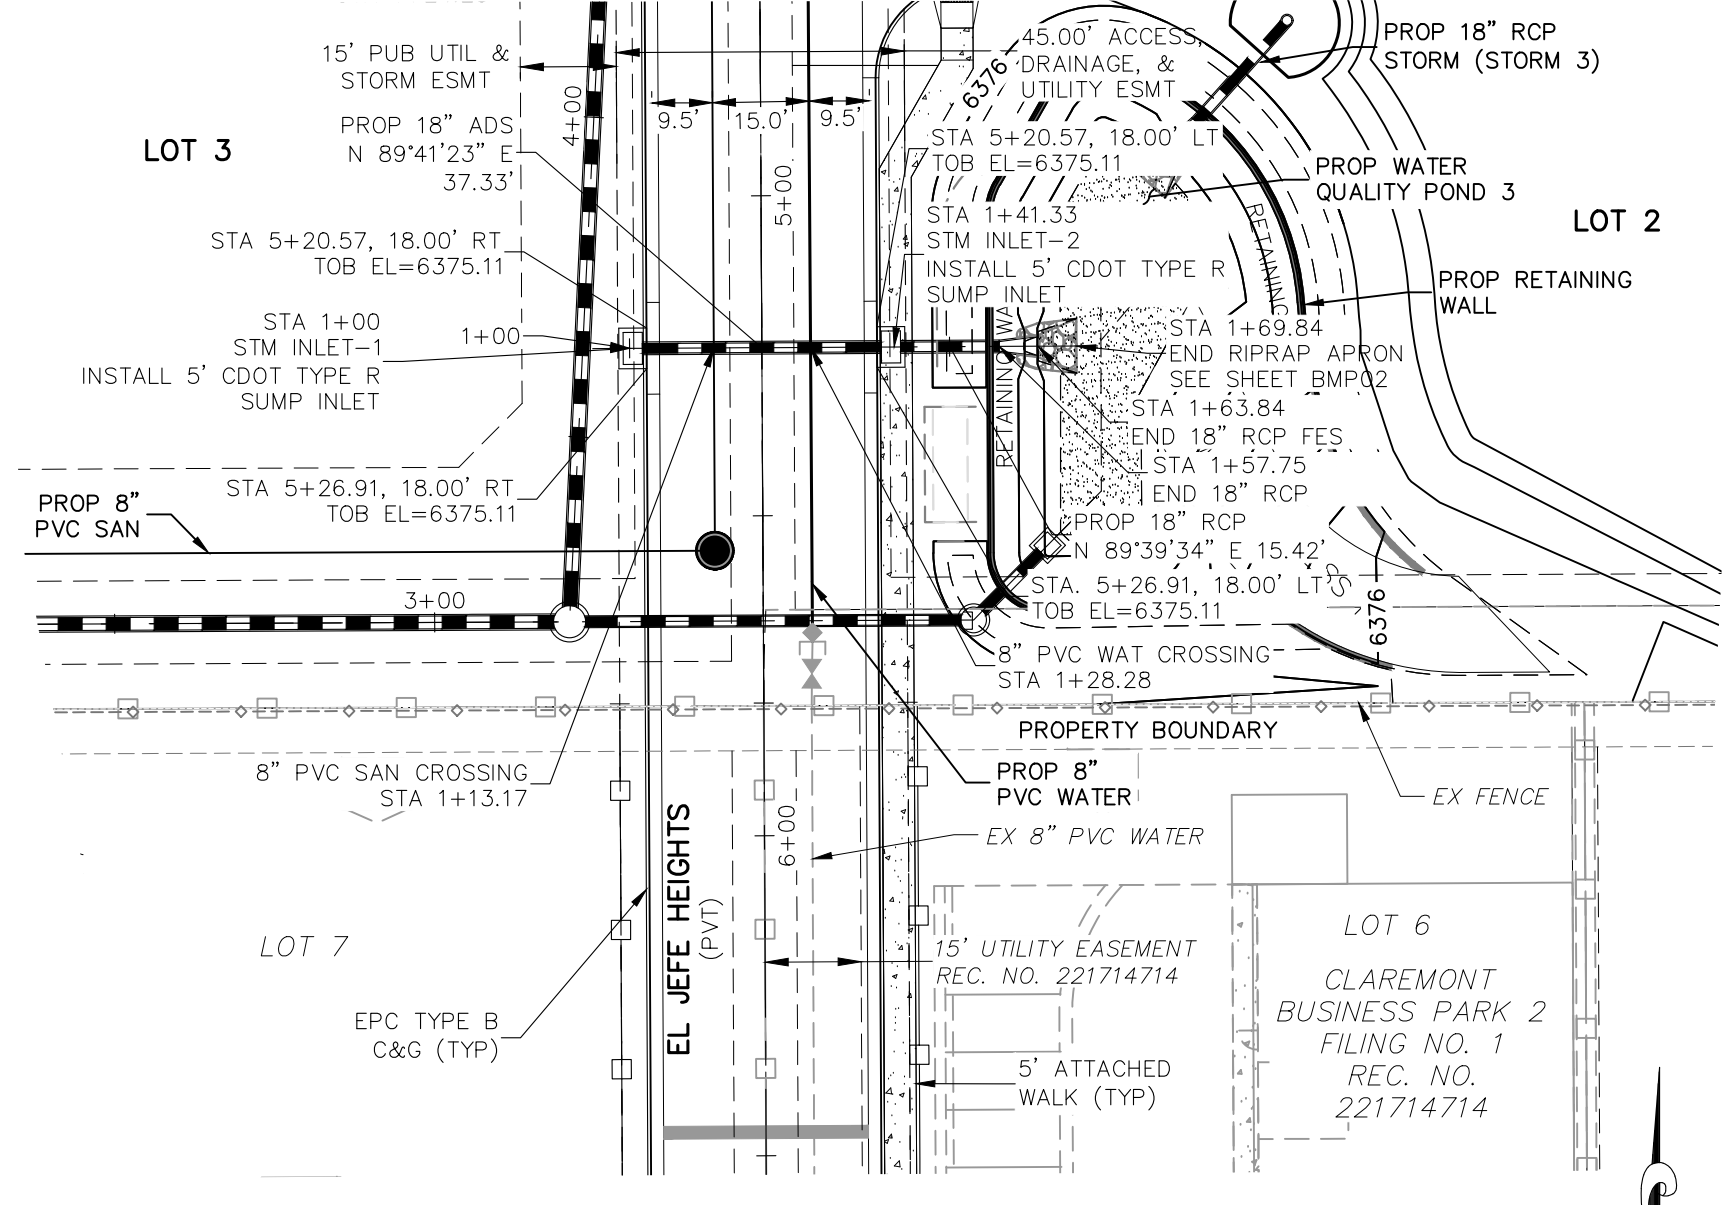 15' PUB UTIL &
STORM ESMT
45.00' ACCESS,
DRAINAGE, &
UTILITY ESMT
6376
PROP 18" RCP
STORM (STORM 3)
4+00
9.5'
15.0'
9.5'
PROP 18" ADS
N 89°41'23" E
37.33'
LOT 3
5+00
STA 5+20.57, 18.00' LT
TOB EL=6375.11
PROP WATER
QUALITY POND 3
LOT 2
STA 1+41.33
STM INLET-2
INSTALL 5' CDOT TYPE R
SUMP INLET
RETAINING
STA 5+20.57, 18.00' RT
TOB EL=6375.11
PROP RETAINING
WALL
STA 1+00
STM INLET-1
INSTALL 5' CDOT TYPE R
SUMP INLET
1+00
RETAINING WA
STA 1+69.84
END RIPRAP APRON
SEE SHEET BMP02
STA 1+63.84
END 18" RCP FES
STA 1+57.75
END 18" RCP
STA 5+26.91, 18.00' RT
TOB EL=6375.11
PROP 8"
PVC SAN
PROP 18" RCP
N 89°39'34" E 15.42'
STA. 5+26.91, 18.00' LT
TOB EL=6375.11
3+00
6376
8" PVC WAT CROSSING
STA 1+28.28
PROPERTY BOUNDARY
8" PVC SAN CROSSING
STA 1+13.17
PROP 8"
PVC WATER
EX FENCE
6+00
EX 8" PVC WATER
EL JEFE HEIGHTS
(PVT)
LOT 7
15' UTILITY EASEMENT
REC. NO. 221714714
LOT 6
CLAREMONT
BUSINESS PARK 2
FILING NO. 1
REC. NO.
221714714
EPC TYPE B
C&G (TYP)
5' ATTACHED
WALK (TYP)